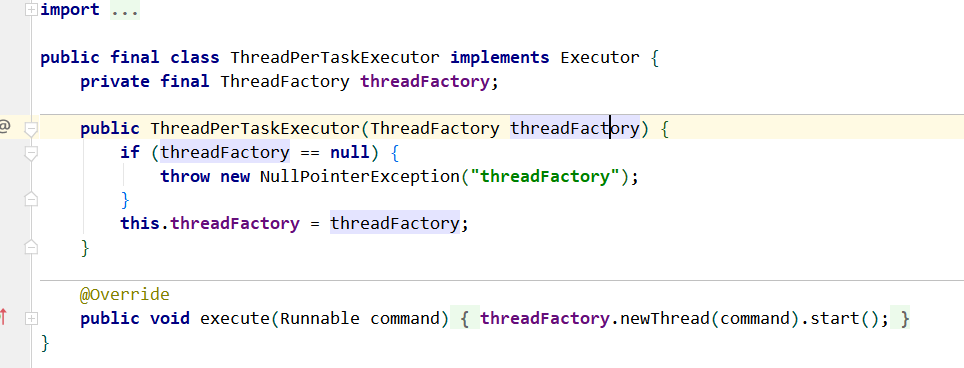 import ...
public final class ThreadPerTaskExecutor implements Executor {
    private final ThreadFactory threadFactory;
@   public ThreadPerTaskExecutor(ThreadFactory threadFactory) {
        if (threadFactory == null) {
            throw new NullPointerException("threadFactory");
        }
        this.threadFactory = threadFactory;
    }
    @Override
    public void execute(Runnable command) { threadFactory.newThread(command).start(); }
}